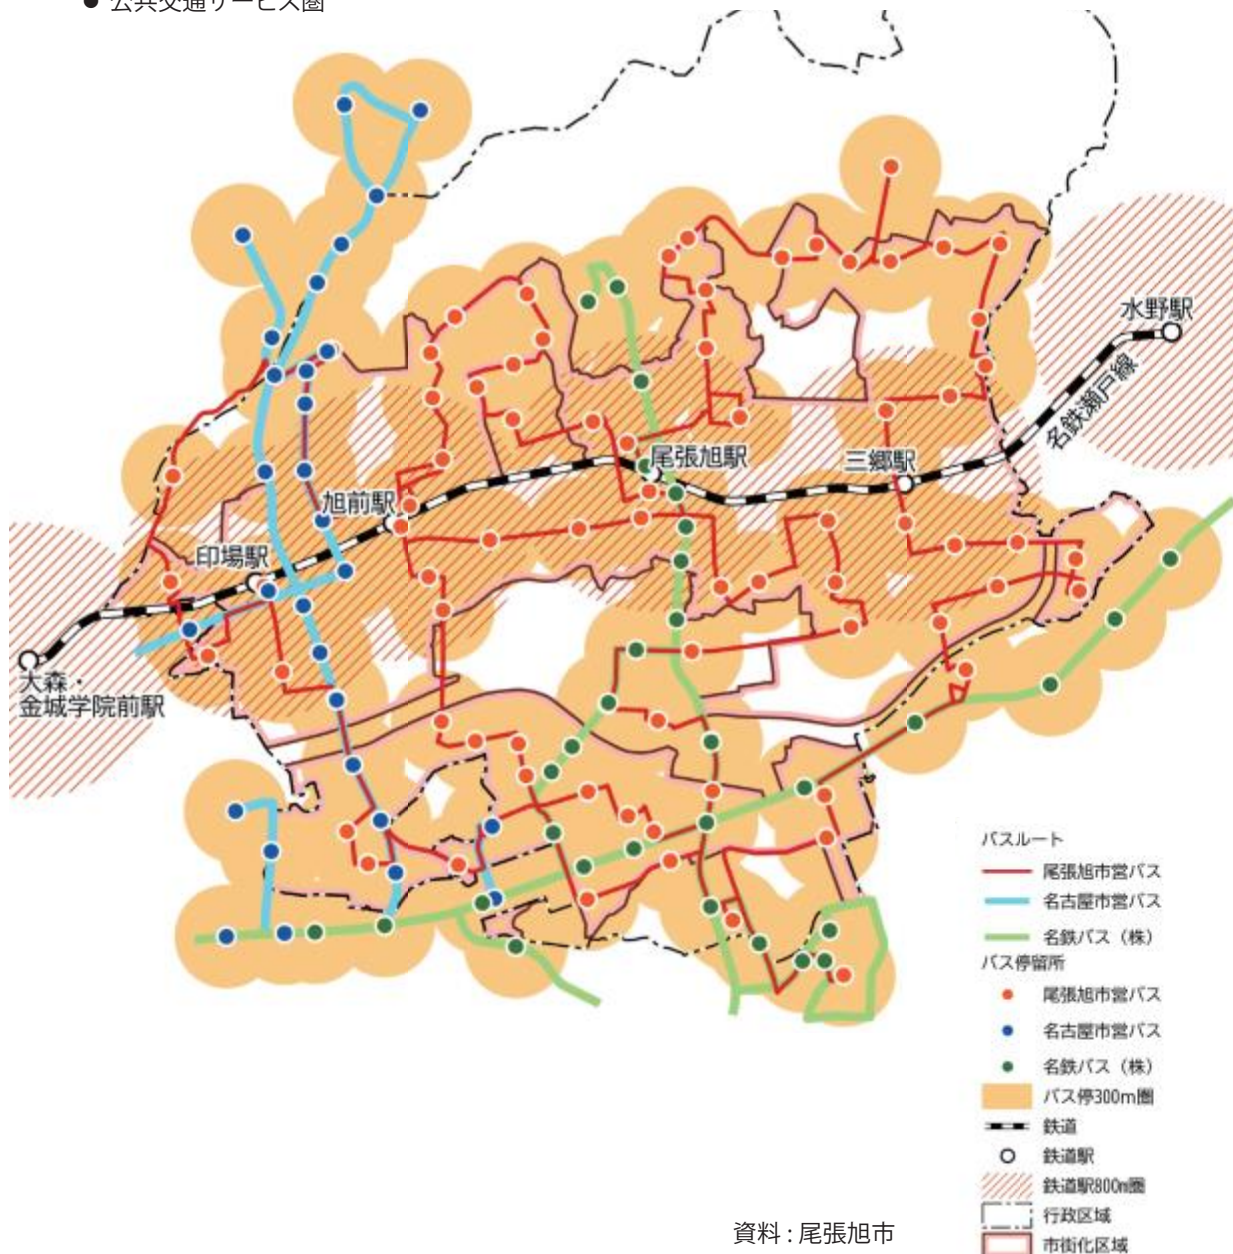 ● 公共交通サービス圏
水野駅
名鉄瀬戸線
尾張旭駅
三郷駅
旭前駅
印場駅
大森・
金城学院前駅
バスルート
尾張旭市営バス
名古屋市営バス
名鉄バス（株）
バス停留所
尾張旭市営バス
名古屋市営バス
名鉄バス（株）
バス停300m圏
鉄道
鉄道駅
鉄道駅800m圏
行政区域
市街化区域
資料 : 尾張旭市